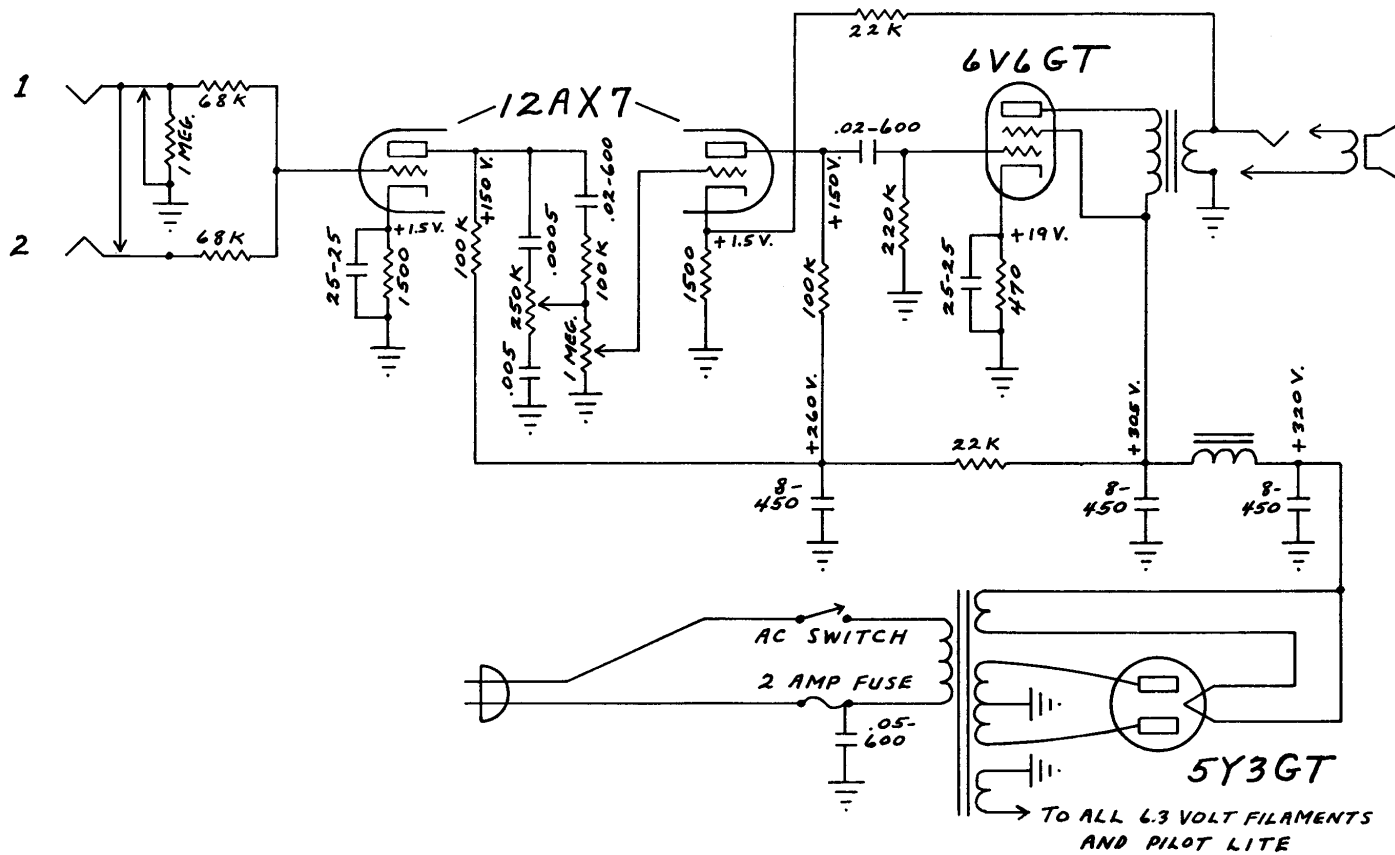 22K
6V6GT
1
68K
12AX7
1 MEG.
.02-600
+150V.
.02-600
+150V.
2
68K
+1.5V.
100K
.0005
100K
+1.5V.
220K
+19V.
25-25
1500
250K
1500
100K
25-25
470
.005
1 MEG.
+260V.
22K
+305V.
+320V.
8-
450
8-
450
8-
450
AC SWITCH
2 AMP FUSE
.05-
600
5Y3GT
TO ALL 6.3 VOLT FILAMENTS
AND PILOT LITE